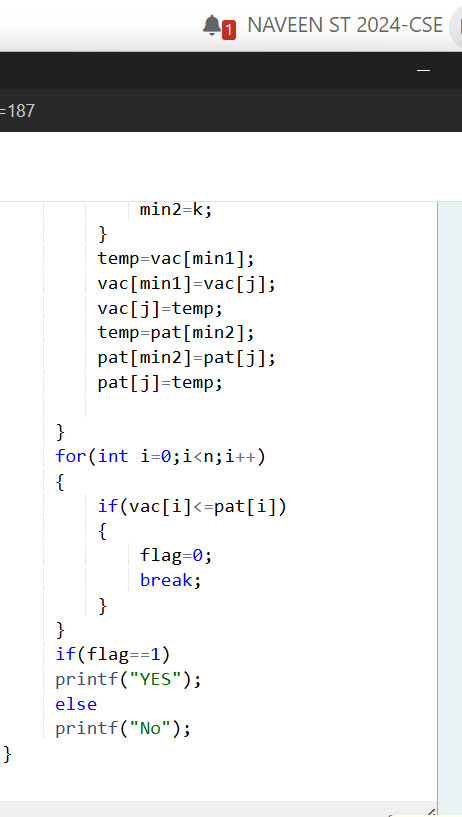 1 NAVEEN ST 2024-CSE
=187
min2=k;
}
temp=vac[min1];
vac[min1]=vac[j];
vac[j]=temp;
temp=pat[min2];
pat[min2]=pat[j];
pat[j]=temp;
}
for(int i=0;i<n;i++)
{
if(vac[i]<=pat[i])
{
flag=0;
break;
}
}
if(flag==1)
printf("YES");
else
printf("No");
}